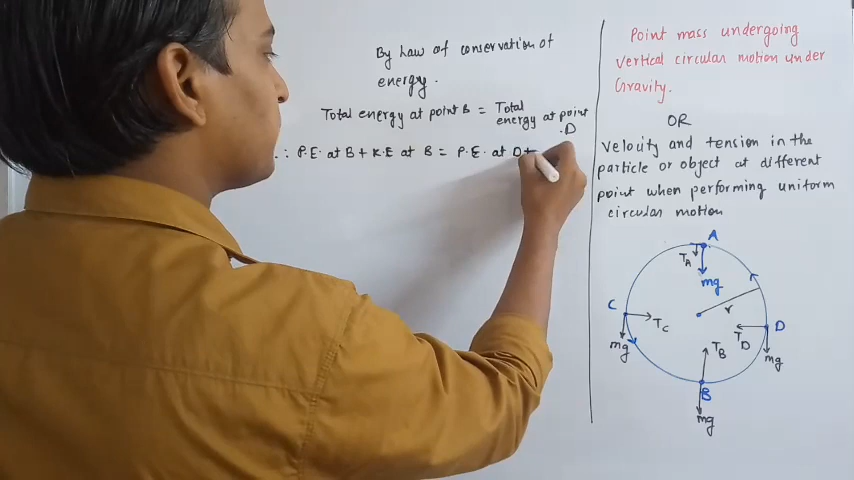 By Law of conservation of
energy.
Total energy at point B = Total
energy at point
.D
∴ P.E. at B + K.E at B = P.E. at D +
Point mass undergoing
vertical circular motion under
Gravity.
OR
Velocity and tension in the
particle or object at different
point when performing uniform
circular motion
A
TA
mg
r
C
TC
mg
D
TD
mg
TB
B
mg